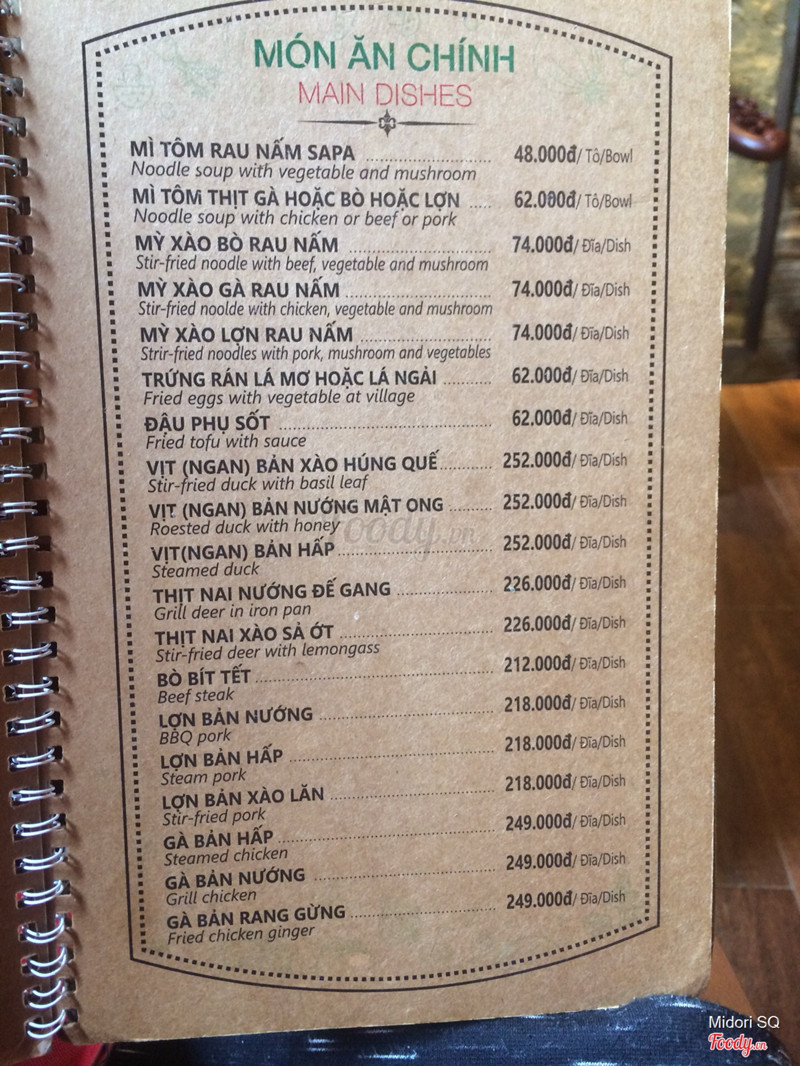 MÓN ĂN CHÍNH
MAIN DISHES
MÌ TÔM RAU NẤM SAPA 48.000đ/ Tô/Bowl
Noodle soup with vegetable and mushroom
MÌ TÔM THỊT GÀ HOẶC BÒ HOẶC LỢN 62.000đ/ Tô/Bowl
Noodle soup with chicken or beef or pork
MỲ XÀO BÒ RAU NẤM 74.000đ/ Đĩa/Dish
Stir-fried noodle with beef, vegetable and mushroom
MỲ XÀO GÀ RAU NẤM 74.000đ/ Đĩa/Dish
Stir-fried noolde with chicken, vegetable and mushroom
MỲ XÀO LỢN RAU NẤM 74.000đ/ Đĩa/Dish
Strir-fried noodles with pork, mushroom and vegetables
TRỨNG RÁN LÁ MƠ HOẶC LÁ NGẢI 62.000đ/ Đĩa/Dish
Fried eggs with vegetable at village
ĐẬU PHỤ SỐT 62.000đ/ Đĩa/Dish
Fried tofu with sauce
VỊT (NGAN) BẢN XÀO HÚNG QUẾ 252.000đ/ Đĩa/Dish
Stir-fried duck with basil leaf
VỊT (NGAN) BẢN NƯỚNG MẬT ONG 252.000đ/ Đĩa/Dish
Roested duck with honey
VỊT(NGAN) BẢN HẤP 252.000đ/ Đĩa/Dish
Steamed duck
THỊT NAI NƯỚNG ĐẾ GANG 226.000đ/ Đĩa/Dish
Grill deer in iron pan
THỊT NAI XÀO SẢ ỚT 226.000đ/ Đĩa/Dish
Stir-fried deer with lemongass
BÒ BÍT TẾT 212.000đ/ Đĩa/Dish
Beef steak
LỢN BẢN NƯỚNG 218.000đ/ Đĩa/Dish
BBQ pork
LỢN BẢN HẤP 218.000đ/ Đĩa/Dish
Steam pork
LỢN BẢN XÀO LĂN 218.000đ/ Đĩa/Dish
Stir-fried pork
GÀ BẢN HẤP 249.000đ/ Đĩa/Dish
Steamed chicken
GÀ BẢN NƯỚNG 249.000đ/ Đĩa/Dish
Grill chicken
GÀ BẢN RANG GỪNG 249.000đ/ Đĩa/Dish
Fried chicken ginger
Foody.vn
Midori SQ
Foody.vn